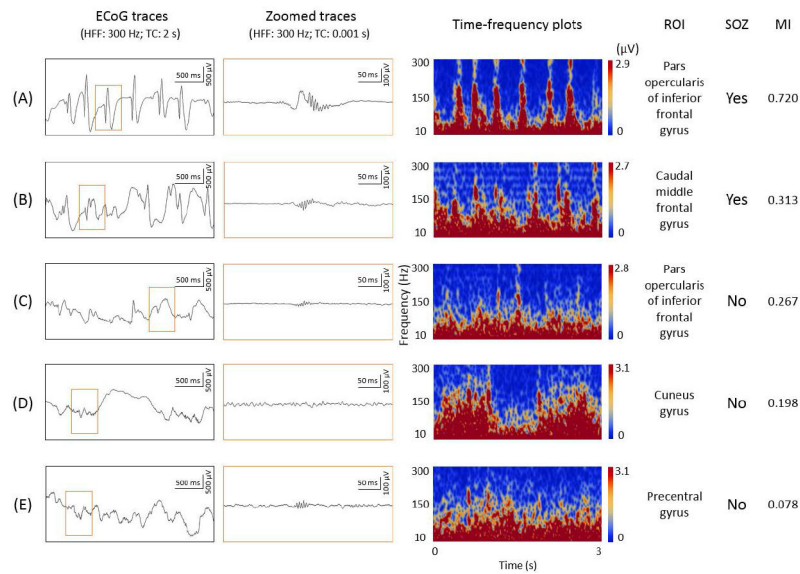 ECoG traces
(HFF: 300 Hz; TC: 2 s)
Zoomed traces
(HFF: 300 Hz; TC: 0.001 s)
Time-frequency plots
ROI
SOZ
MI
(μV)
(A)
500 ms
500 μV
50 ms
100 μV
300
150
10
2.9
0
Pars
opercularis
of inferior
frontal
gyrus
Yes
0.720
(B)
500 ms
500 μV
50 ms
100 μV
300
150
10
2.7
0
Caudal
middle
frontal
gyrus
Yes
0.313
(C)
500 ms
500 μV
50 ms
100 μV
Frequency (Hz)
300
150
10
2.8
0
Pars
opercularis
of inferior
frontal
gyrus
No
0.267
(D)
500 ms
500 μV
50 ms
100 μV
300
150
10
3.1
0
Cuneus
gyrus
No
0.198
(E)
500 ms
500 μV
50 ms
100 μV
300
150
10
3.1
0
Precentral
gyrus
No
0.078
0
3
Time (s)